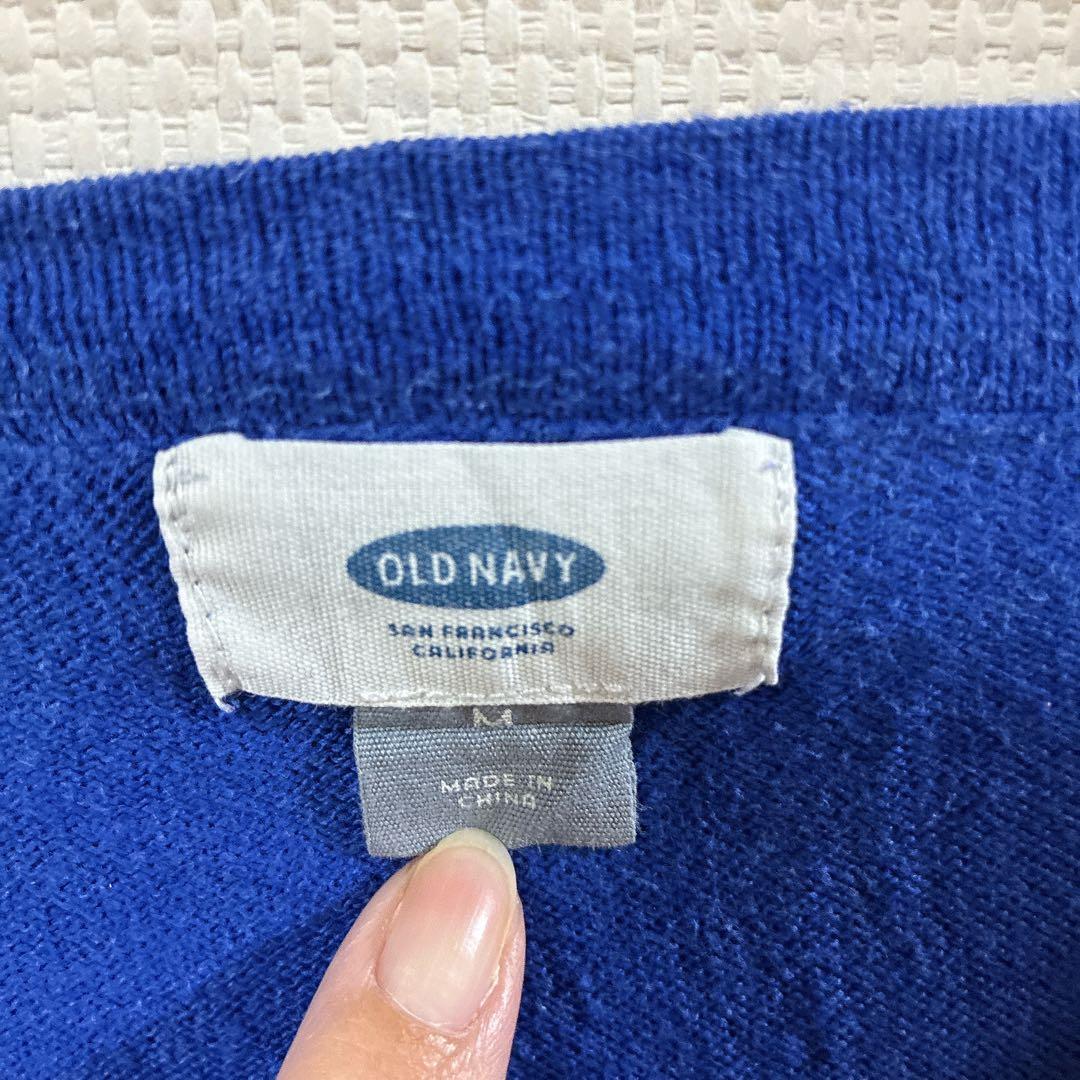 OLD NAVY
SAN FRANCISCO
CALIFORNIA
M
MADE IN
CHINA